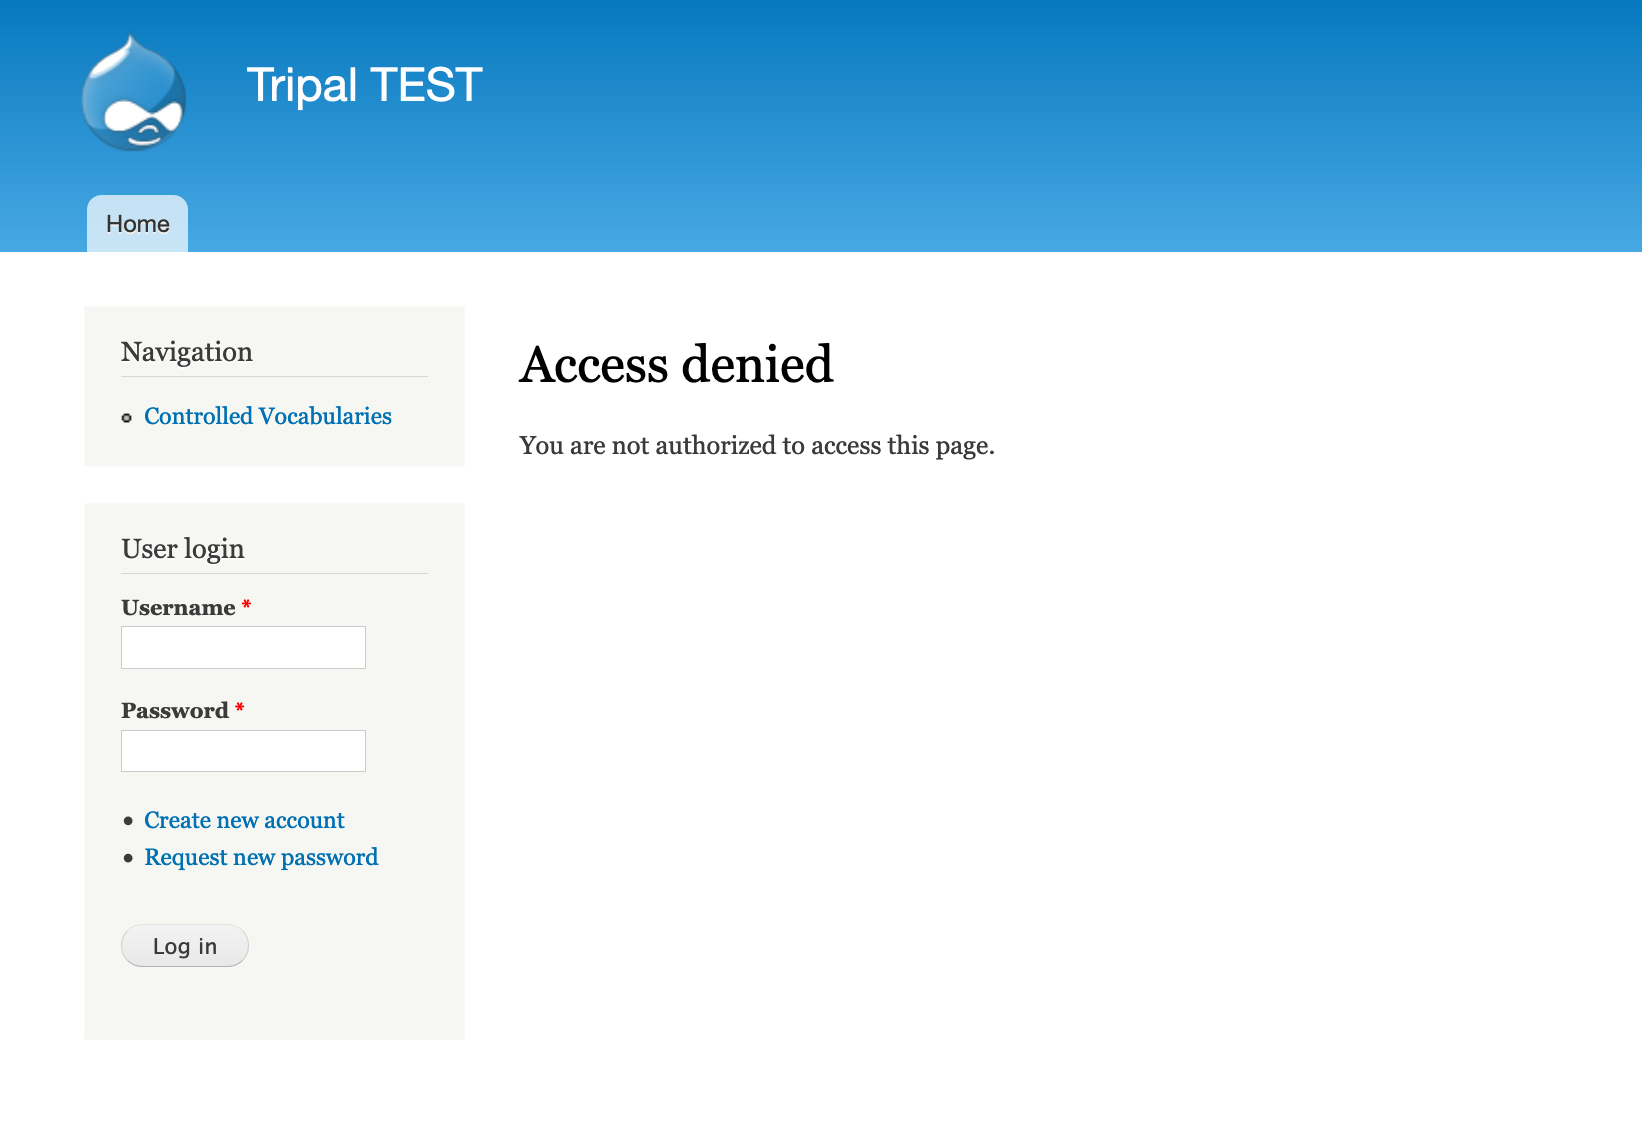 Tripal TEST
Home
Navigation
Controlled Vocabularies
User login
Username *
Password *
Create new account
Request new password
Log in
Access denied
You are not authorized to access this page.